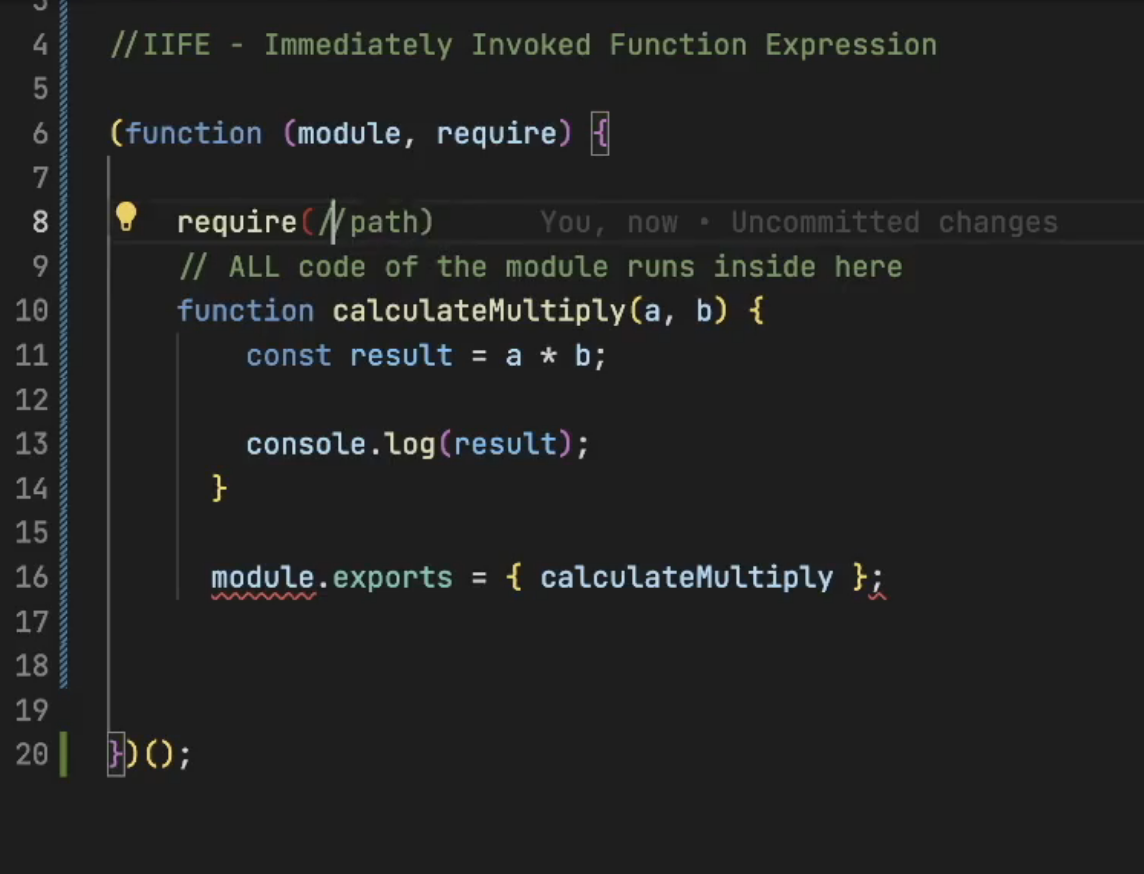 3
4 //IIFE - Immediately Invoked Function Expression
5
6 (function (module, require) {
7
8 require(//path) You, now • Uncommitted changes
9 // ALL code of the module runs inside here
10 function calculateMultiply(a, b) {
11 const result = a * b;
12
13 console.log(result);
14 }
15
16 module.exports = { calculateMultiply };
17
18
19
20 })();